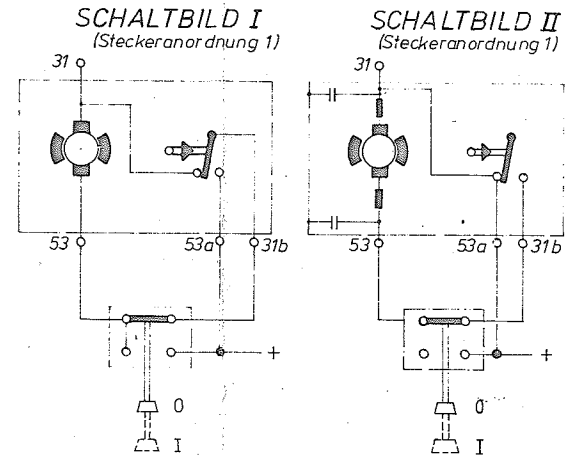 SCHALTBILD I
(Steckeranordnung 1)
31
53
53a
31b
+
0
I
SCHALTBILD II
(Steckeranordnung 1)
31
53
53a
31b
+
0
I